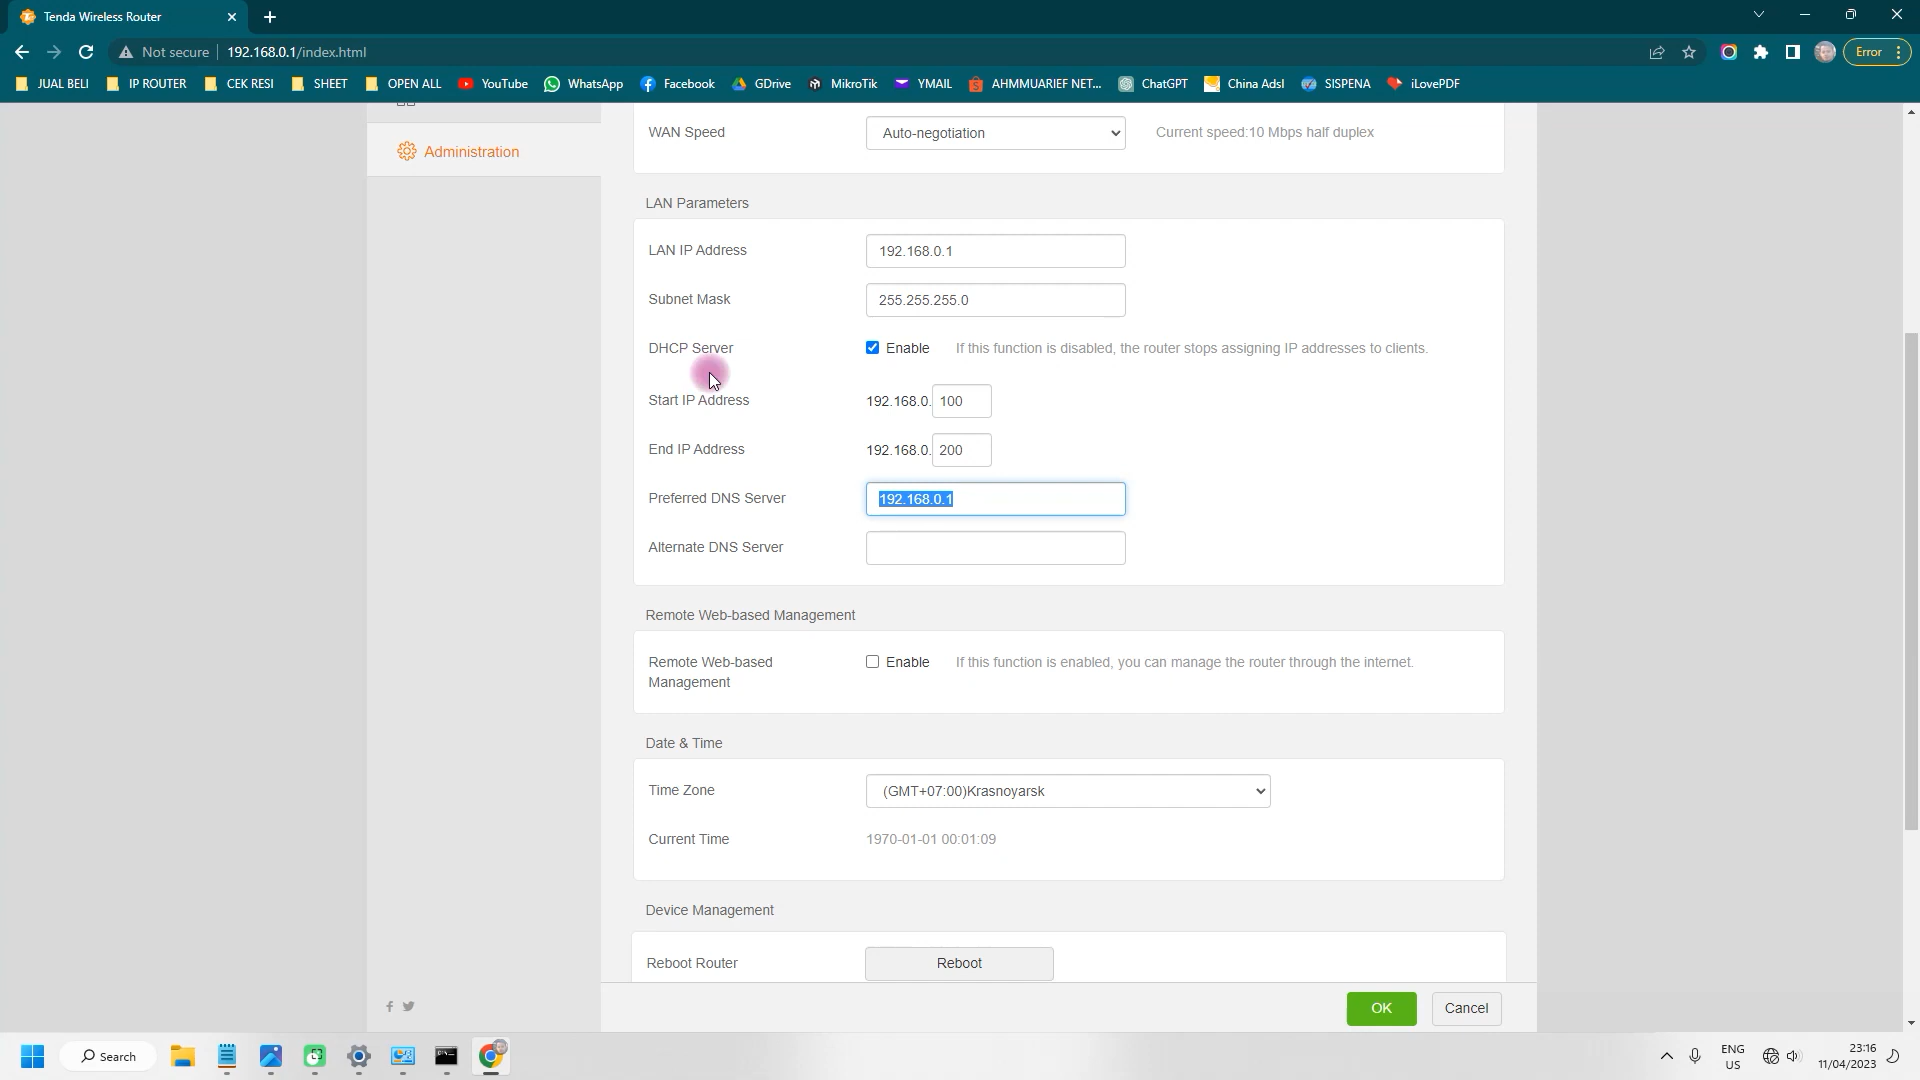 Tenda Wireless Router
Not secure
192.168.0.1/index.html
Error
JUAL BELI
IP ROUTER
CEK RESI
SHEET
OPEN ALL
YouTube
WhatsApp
Facebook
GDrive
MikroTik
YMAIL
AHMMUARIEF NET...
ChatGPT
China Adsl
SISPENA
iLovePDF
Administration
WAN Speed
Auto-negotiation
Current speed:10 Mbps half duplex
LAN Parameters
LAN IP Address
192.168.0.1
Subnet Mask
255.255.255.0
DHCP Server
Enable
If this function is disabled, the router stops assigning IP addresses to clients.
Start IP Address
192.168.0. 100
End IP Address
192.168.0. 200
Preferred DNS Server
192.168.0.1
Alternate DNS Server
Remote Web-based Management
Remote Web-based
Management
Enable
If this function is enabled, you can manage the router through the internet.
Date & Time
Time Zone
(GMT+07:00)Krasnoyarsk
Current Time
1970-01-01 00:01:09
Device Management
Reboot Router
Reboot
OK
Cancel
Search
ENG
US
23:16
11/04/2023